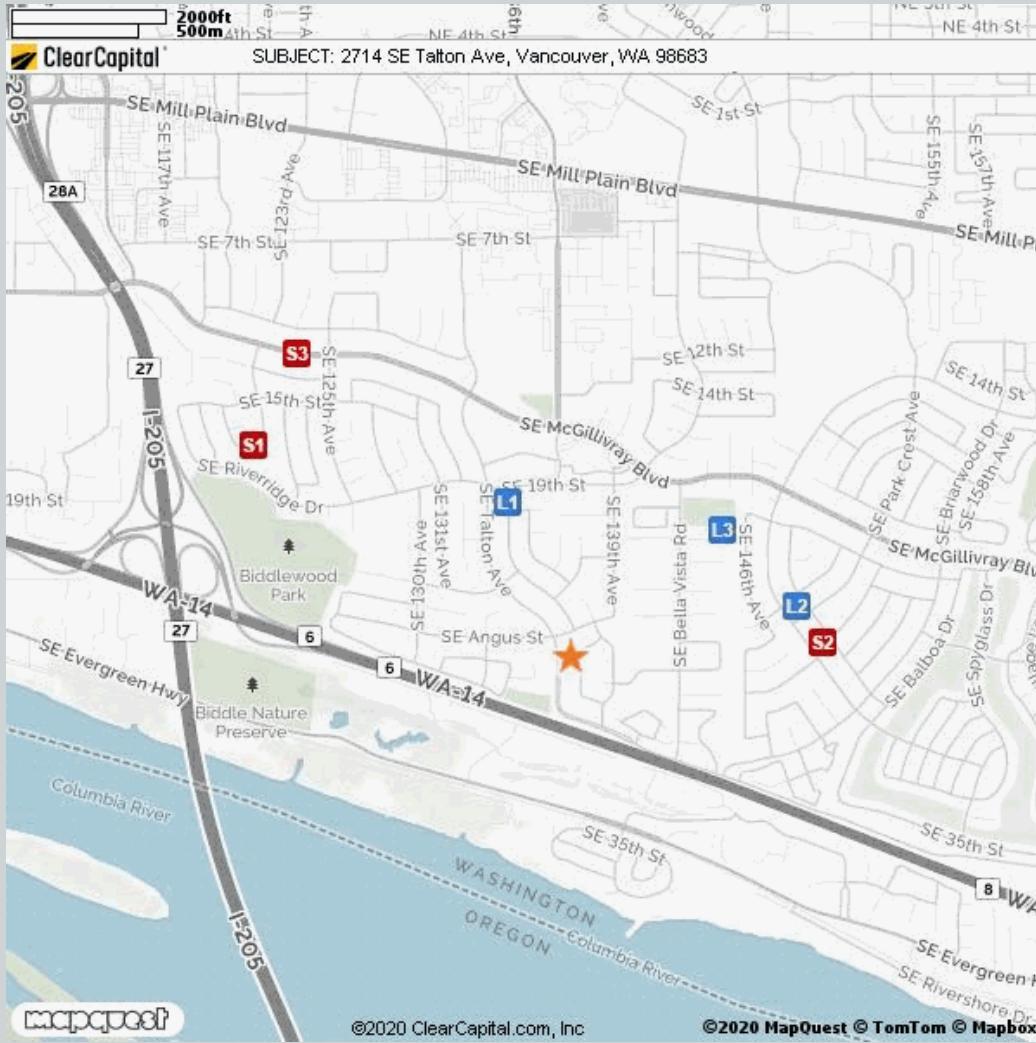 2000ft
500m
4th St
NE 4th St
NE 4th St
ClearCapital
SUBJECT: 2714 SE Talton Ave, Vancouver, WA 98683
I-205
SE Mill Plain Blvd
SE 1st St
SE 117th Ave
SE 123rd Ave
SE 155th Ave
SE 157th Ave
28A
SE Mill Plain Blvd
SE 7th St
SE 7th St
SE Mill P
27
I-205
S3
SE 125th Ave
SE 12th St
SE 14th St
SE 14th St
SE 15th St
S1
SE McGillivray Blvd
SE Park Crest Ave
SE Briarwood Dr
SE 158th Ave
SE Riverridge Dr
19th St
SE 19th St
L1
SE 131st Ave
SE Talton Ave
SE 139th Ave
L3
SE 130th Ave
SE Bella Vista Rd
SE 146th Ave
SE McGillivray Blv
Biddlewood
Park
WA-14
L2
27
6
SE Angus St
S2
SE Balboa Dr
SE Spyglass Dr
SE Evergreen Hwy
6
WA-14
Biddle Nature
Preserve
Columbia River
SE 35th St
SE 35th St
8
WA
WASHINGTON
OREGON
Columbia River
I-205
SE Evergreen H
SE Rivershore Dr
mapquest
©2020 ClearCapital.com, Inc
©2020 MapQuest © TomTom © Mapbox